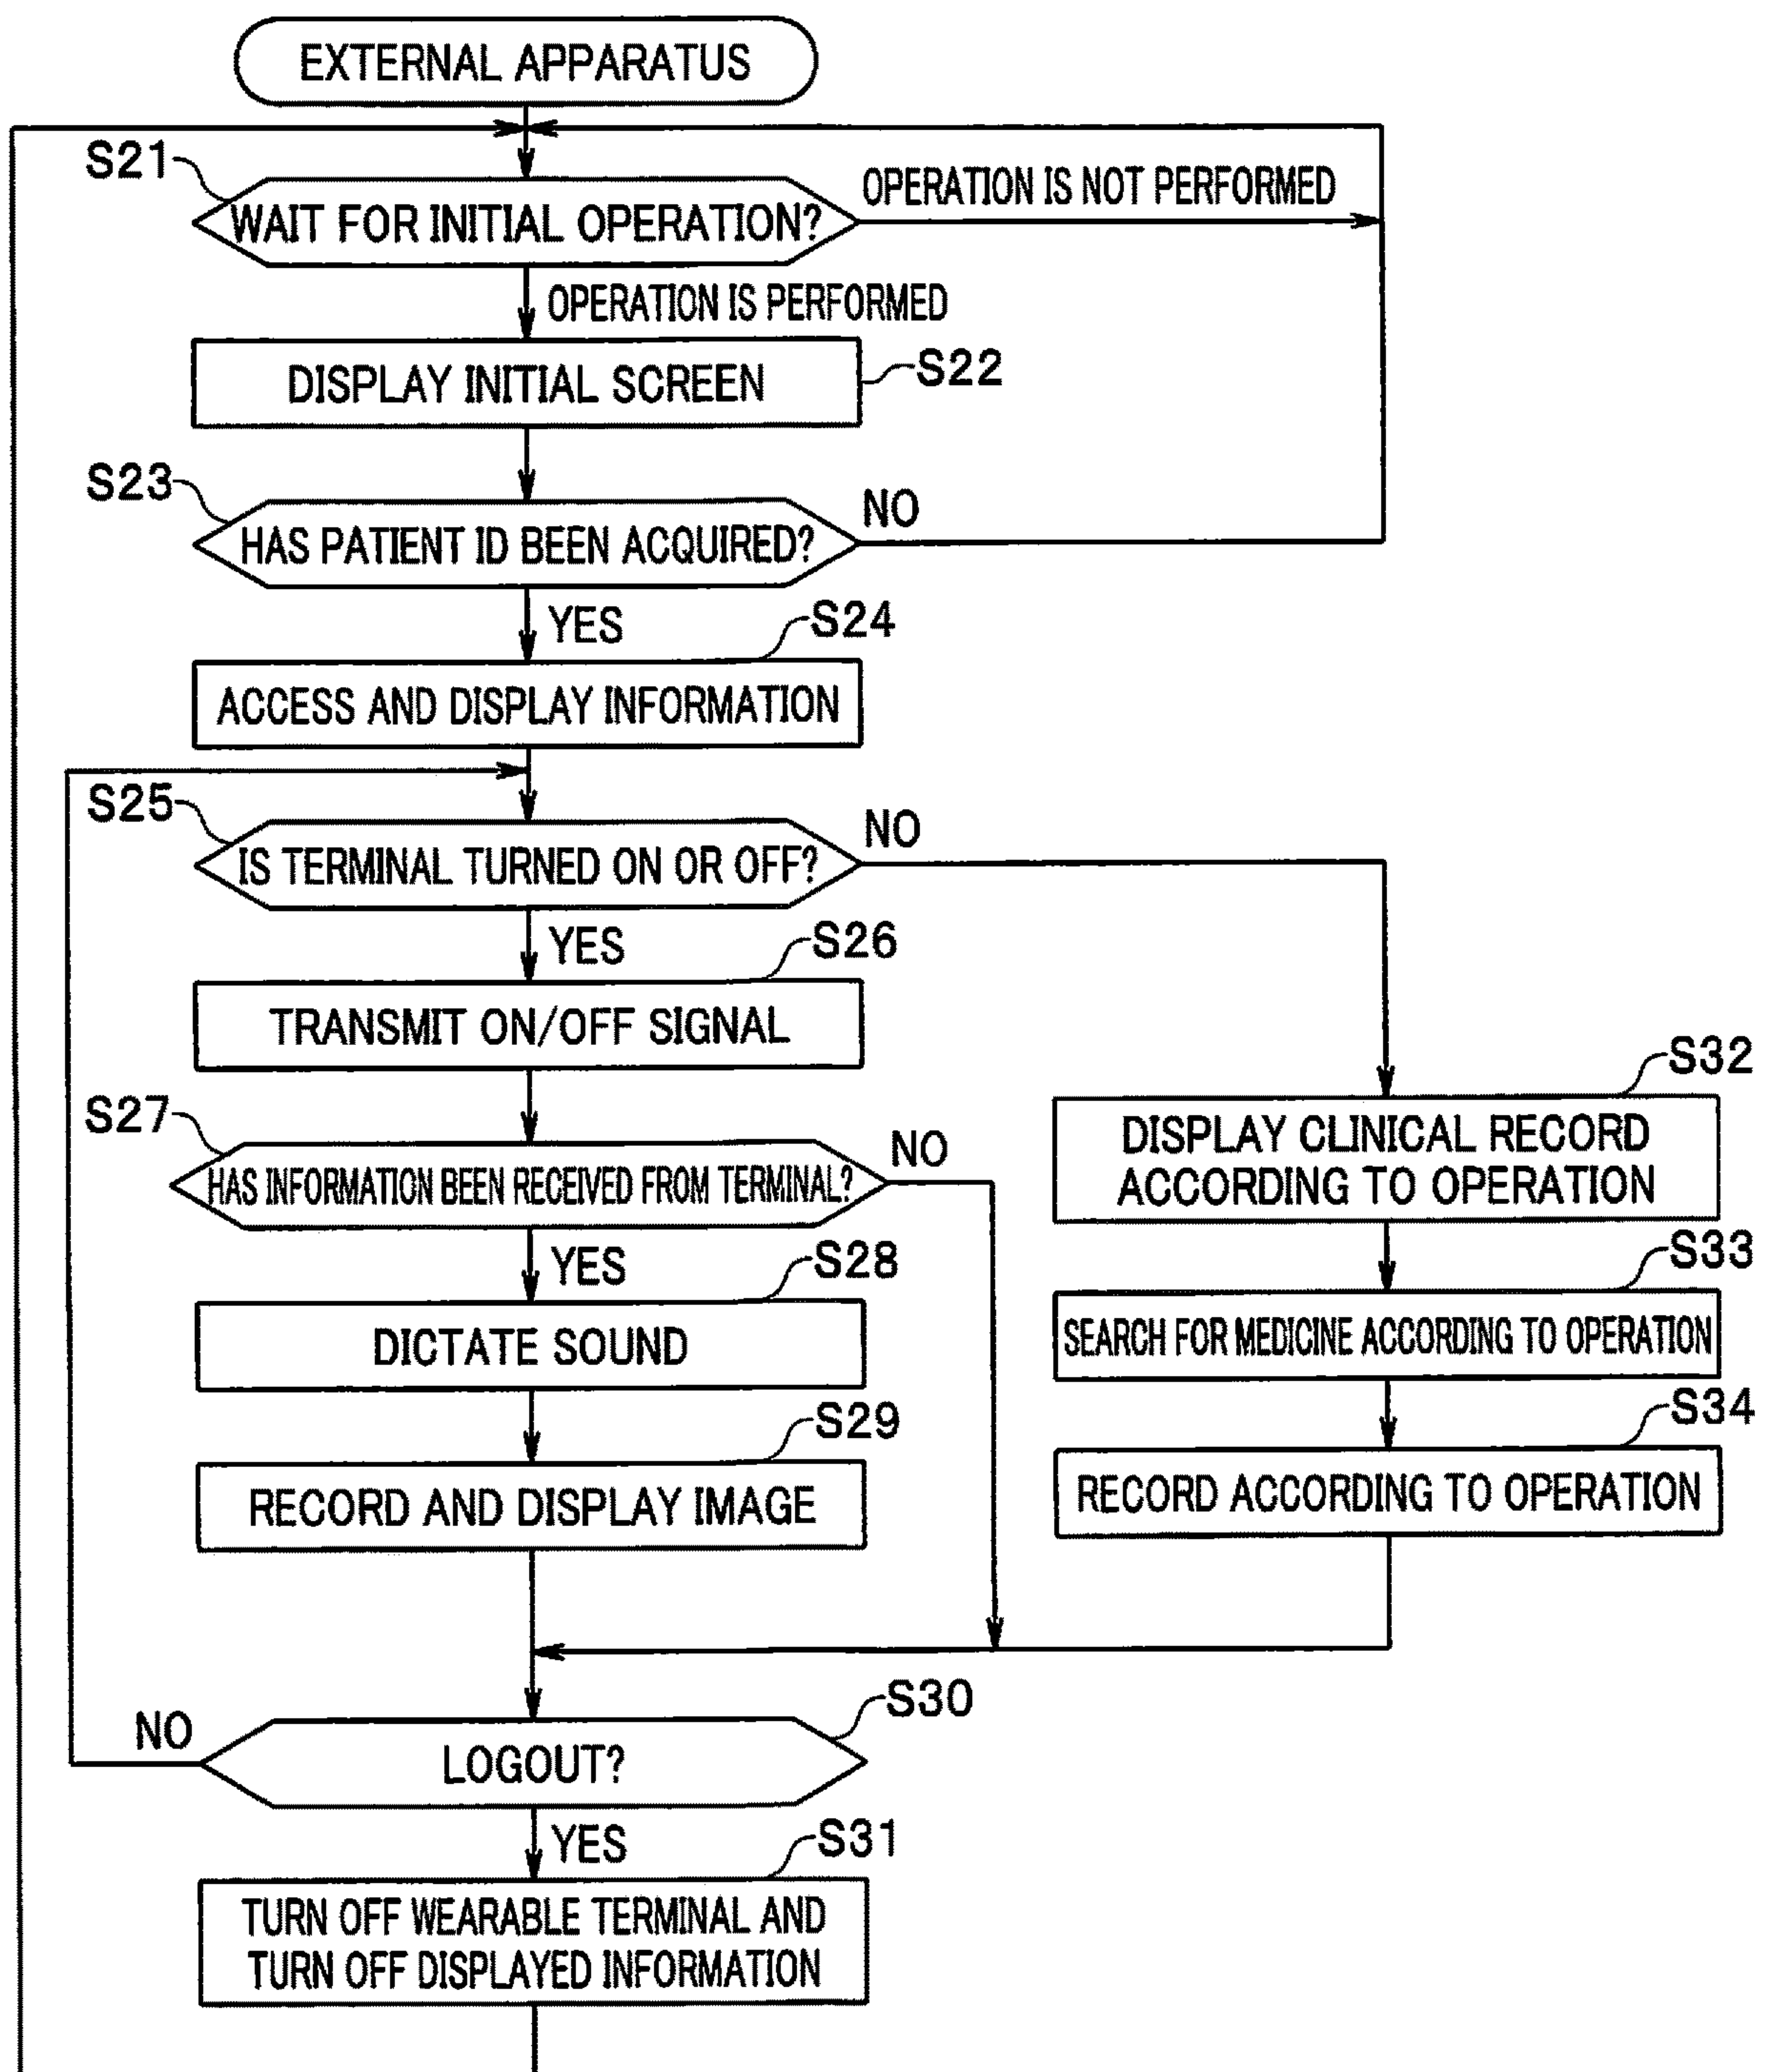 EXTERNAL APPARATUS
S21
WAIT FOR INITIAL OPERATION?
OPERATION IS NOT PERFORMED
OPERATION IS PERFORMED
DISPLAY INITIAL SCREEN
S22
S23
HAS PATIENT ID BEEN ACQUIRED?
NO
YES
S24
ACCESS AND DISPLAY INFORMATION
S25
IS TERMINAL TURNED ON OR OFF?
NO
YES
S26
TRANSMIT ON/OFF SIGNAL
S27
HAS INFORMATION BEEN RECEIVED FROM TERMINAL?
NO
YES
S28
DICTATE SOUND
S29
RECORD AND DISPLAY IMAGE
S32
DISPLAY CLINICAL RECORD
ACCORDING TO OPERATION
S33
SEARCH FOR MEDICINE ACCORDING TO OPERATION
S34
RECORD ACCORDING TO OPERATION
S30
LOGOUT?
NO
YES
S31
TURN OFF WEARABLE TERMINAL AND
TURN OFF DISPLAYED INFORMATION